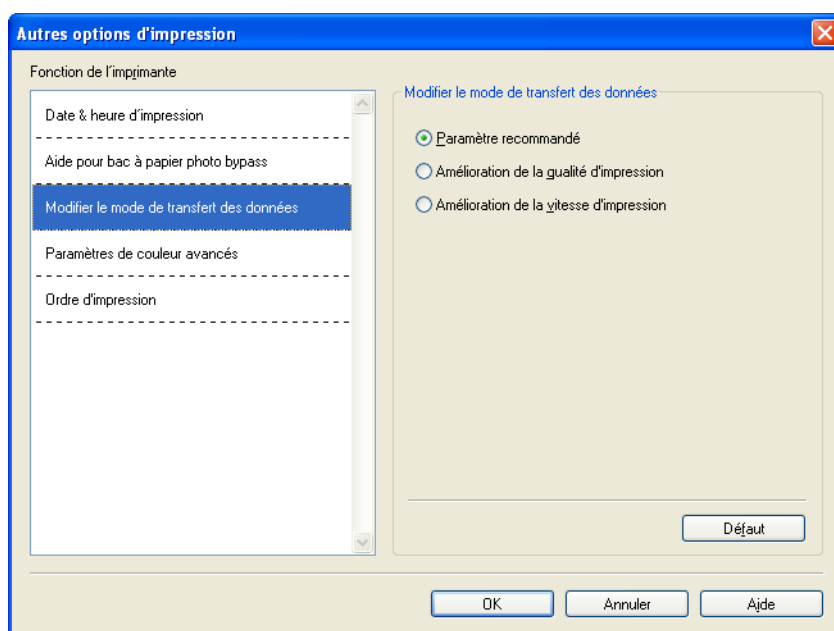 Autres options d'impression
Fonction de l'imprimante
Date & heure d'impression
Aide pour bac à papier photo bypass
Modifier le mode de transfert des données
Paramètres de couleur avancés
Ordre d'impression
Modifier le mode de transfert des données
Paramètre recommandé
Amélioration de la qualité d'impression
Amélioration de la vitesse d'impression
Défaut
OK
Annuler
Aide